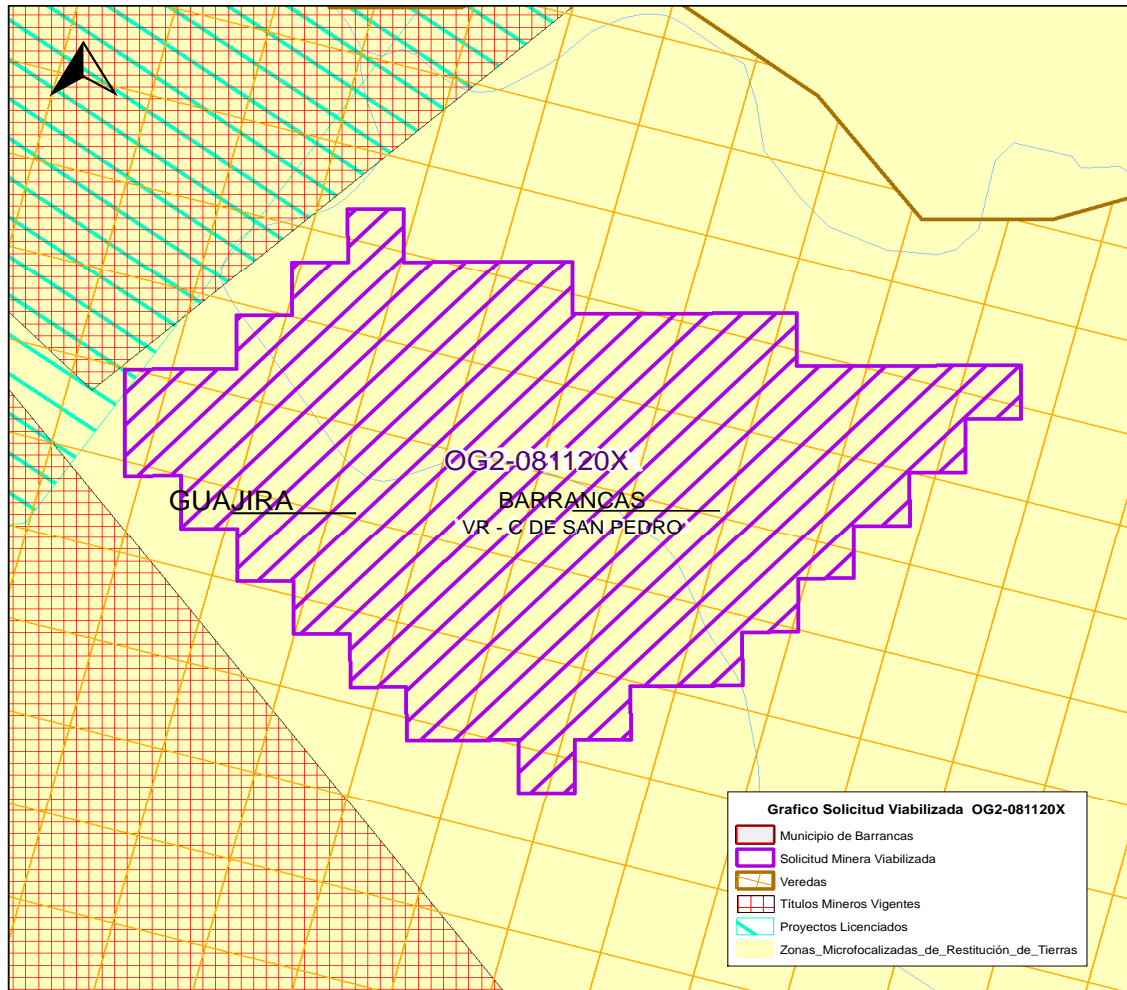 OG2-081120X
GUAJIRA
BARRANCAS
VR - C DE SAN PEDRO
Grafico Solicitud Viabilizada OG2-081120X
Municipio de Barrancas
Solicitud Minera Viabilizada
Veredas
Títulos Mineros Vigentes
Proyectos Licenciados
Zonas_Microfocalizadas_de_Restitución_de_Tierras